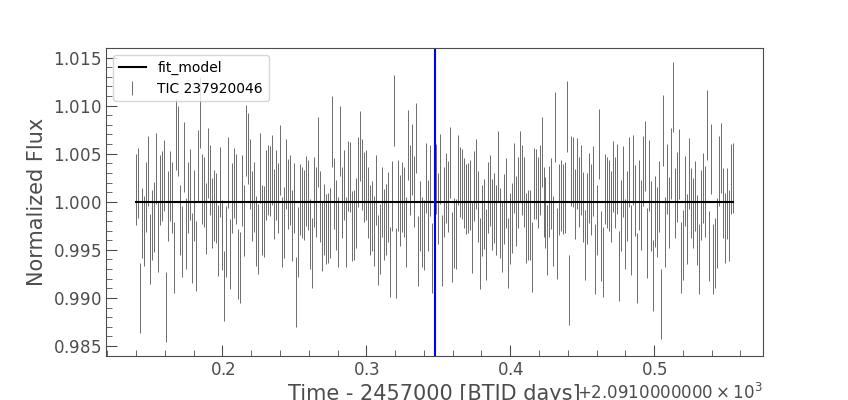 1.015
1.010
1.005
1.000
0.995
0.990
0.985
Normalized Flux
fit_model
TIC 237920046
0.2
0.3
0.4
0.5
Time - 2457000 [BTJD days]
+2.0910000000 × 10³